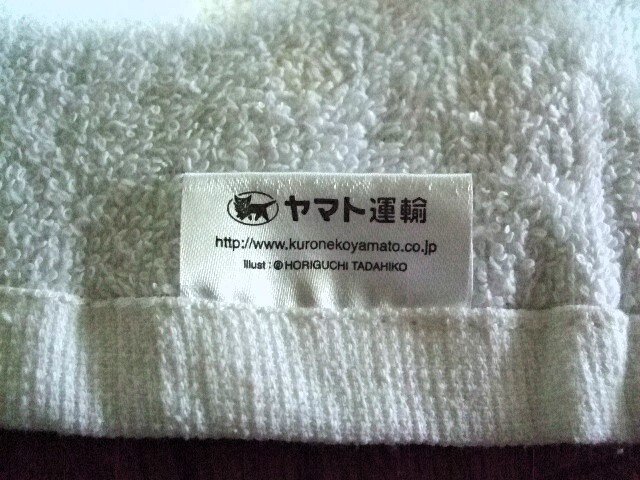 ヤマト運輸
http://www.kuronekoyamato.co.jp
Illust : © HORIGUCHI TADAHIKO